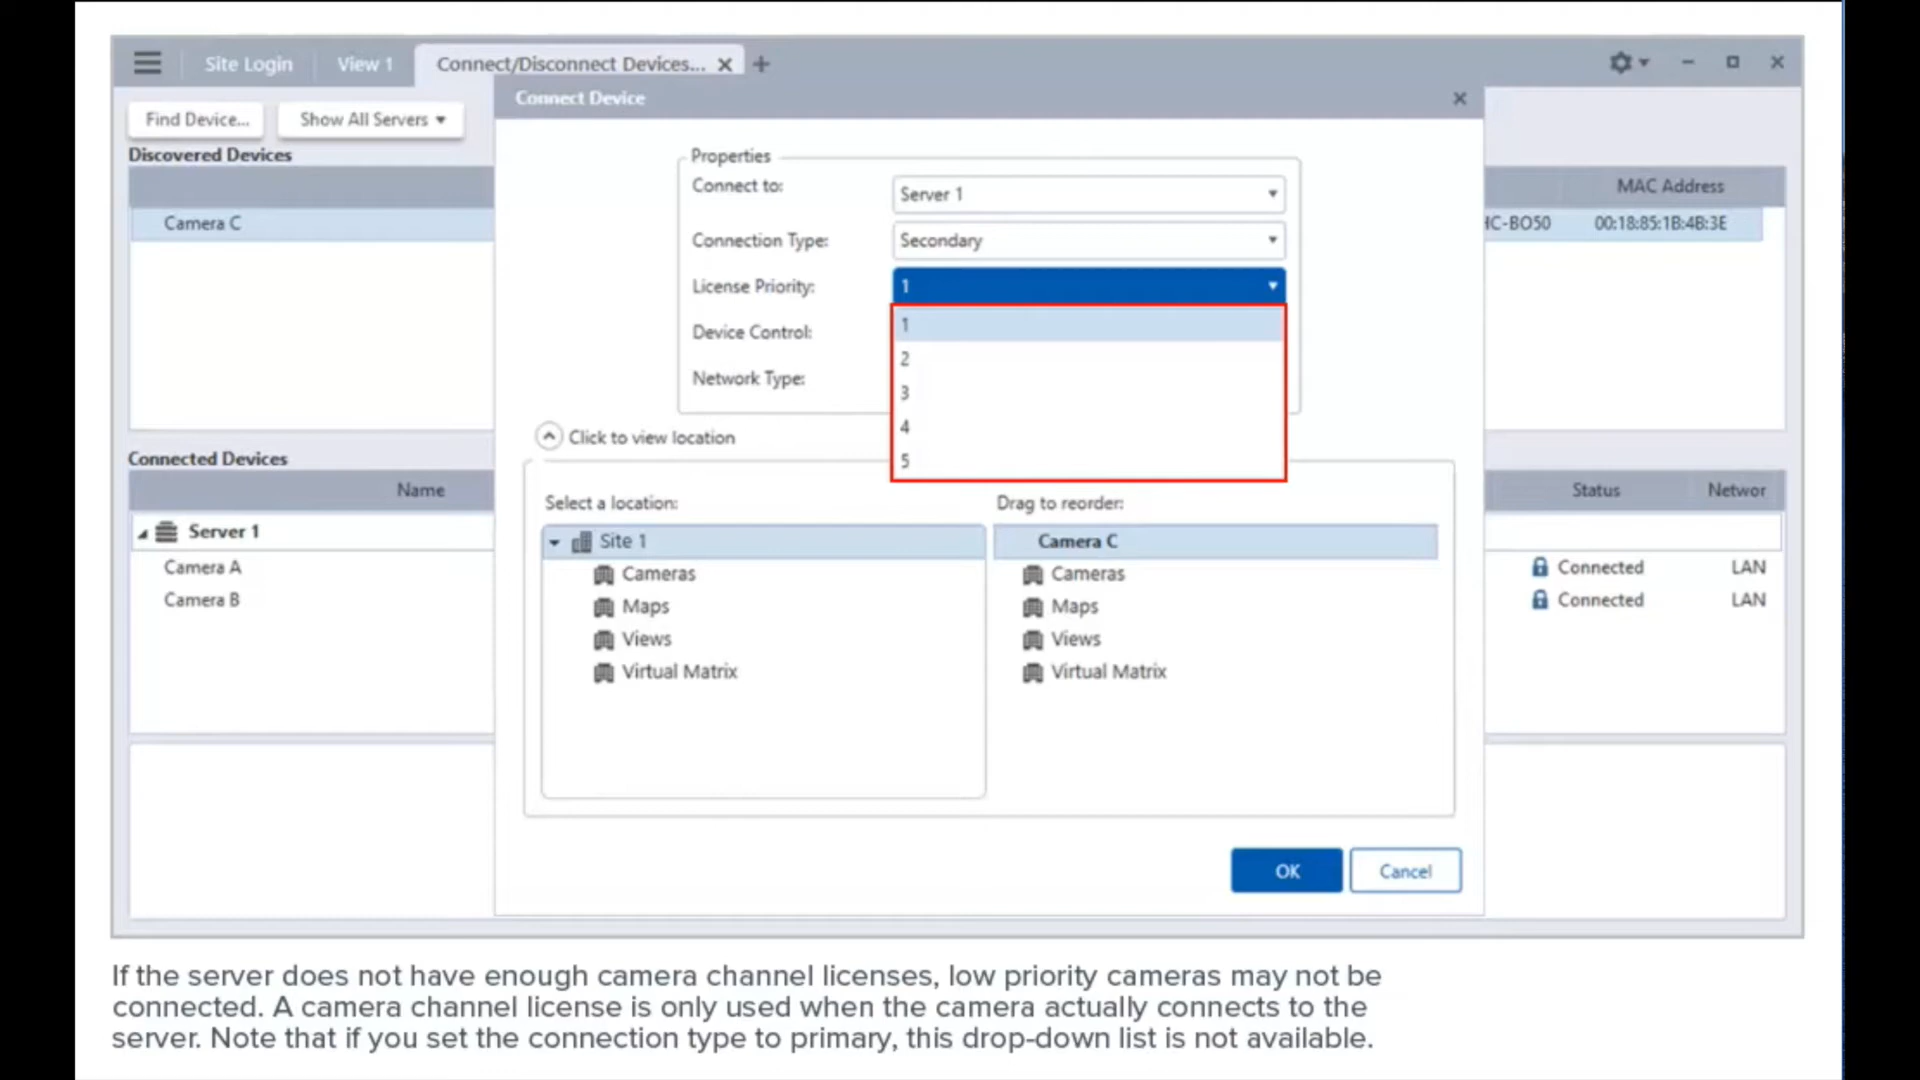 Site Login
View 1
Connect/Disconnect Devices...
Find Device...
Show All Servers
Discovered Devices
Camera C
Connected Devices
Name
Server 1
Camera A
Camera B
Connect Device
Properties
Connect to:
Server 1
Connection Type:
Secondary
License Priority:
1
Device Control:
Network Type:
1
2
3
4
5
Click to view location
Select a location:
Site 1
Cameras
Maps
Views
Virtual Matrix
Drag to reorder:
Camera C
Cameras
Maps
Views
Virtual Matrix
OK
Cancel
MAC Address
HC-BO50 00:18:85:1B:4B:3E
Status Networ
Connected LAN
Connected LAN
If the server does not have enough camera channel licenses, low priority cameras may not be
connected. A camera channel license is only used when the camera actually connects to the
server. Note that if you set the connection type to primary, this drop-down list is not available.